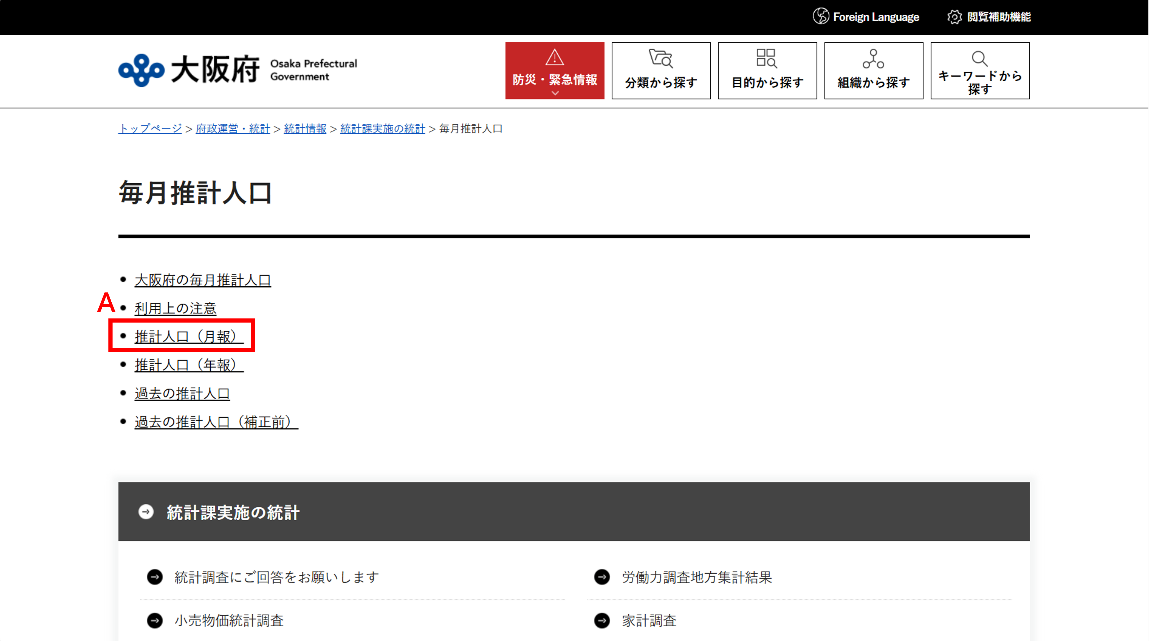 Foreign Language 閲覧補助機能
大阪府 Osaka Prefectural Government
防災・緊急情報
分類から探す
目的から探す
組織から探す
キーワードから
探す
トップページ > 府政運営・統計 > 統計情報 > 統計課実施の統計 > 毎月推計人口
毎月推計人口
大阪府の毎月推計人口
A
利用上の注意
推計人口（月報）
推計人口（年報）
過去の推計人口
過去の推計人口（補正前）
統計課実施の統計
統計調査にご回答をお願いします
労働力調査地方集計結果
小売物価統計調査
家計調査